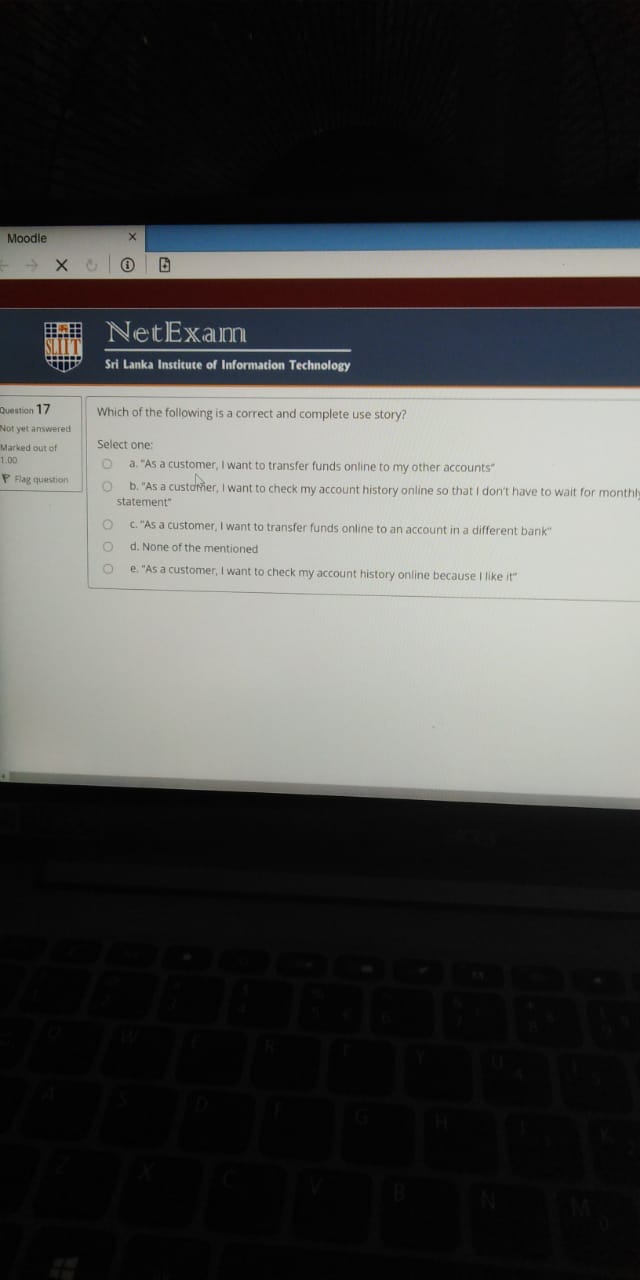 Moodle
SLIIT
NetExam
Sri Lanka Institute of Information Technology
Question 17
Not yet answered
Marked out of
1.00
Flag question
Which of the following is a correct and complete use story?
Select one:
a. "As a customer, I want to transfer funds online to my other accounts"
b. "As a customer, I want to check my account history online so that I don't have to wait for monthly
statement"
c. "As a customer, I want to transfer funds online to an account in a different bank"
d. None of the mentioned
e. "As a customer, I want to check my account history online because I like it"
W
R
Y
U
A
S
D
G
H
K
Z
X
C
V
B
N
M